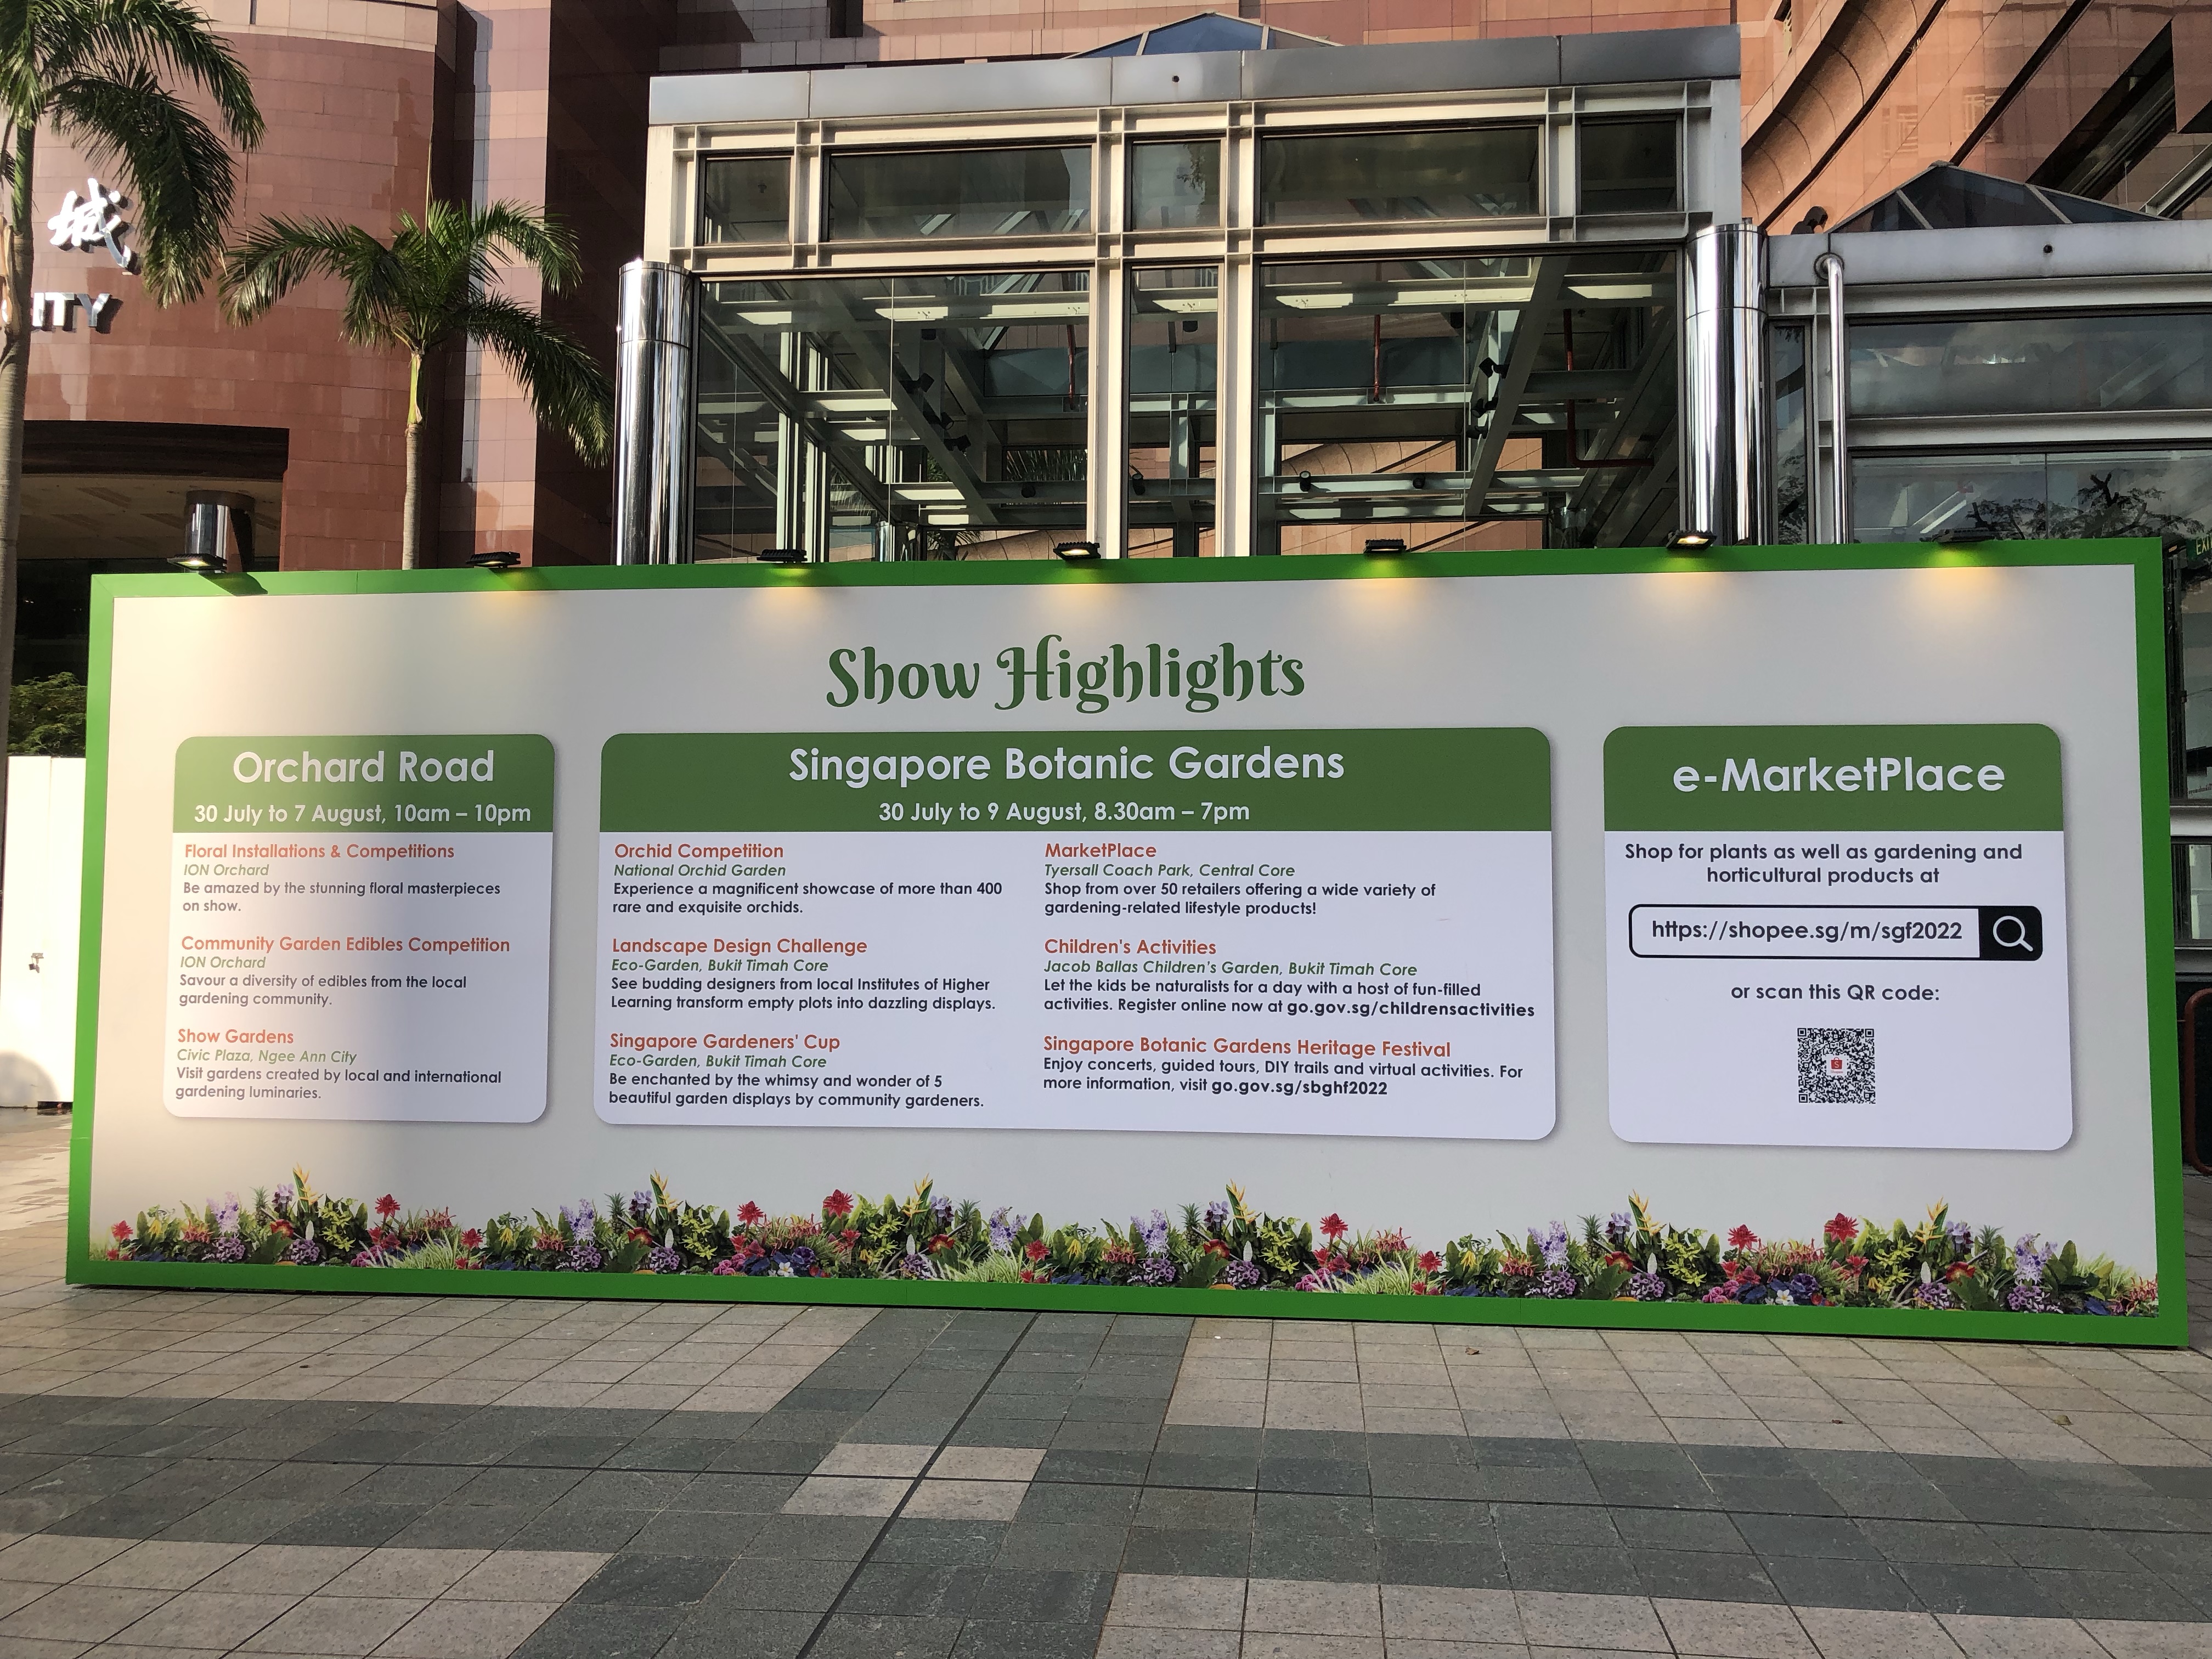 城
ITY
Show Highlights
Orchard Road
30 July to 7 August, 10am – 10pm
Floral Installations & Competitions
ION Orchard
Be amazed by the stunning floral masterpieces
on show.
Community Garden Edibles Competition
ION Orchard
Savour a diversity of edibles from the local
gardening community.
Show Gardens
Civic Plaza, Ngee Ann City
Visit gardens created by local and international
gardening luminaries.
Singapore Botanic Gardens
30 July to 9 August, 8.30am – 7pm
Orchid Competition
National Orchid Garden
Experience a magnificent showcase of more than 400
rare and exquisite orchids.
Landscape Design Challenge
Eco-Garden, Bukit Timah Core
See budding designers from local Institutes of Higher
Learning transform empty plots into dazzling displays.
Singapore Gardeners' Cup
Eco-Garden, Bukit Timah Core
Be enchanted by the whimsy and wonder of 5
beautiful garden displays by community gardeners.
MarketPlace
Tyersall Coach Park, Central Core
Shop from over 50 retailers offering a wide variety of
gardening-related lifestyle products!
Children's Activities
Jacob Ballas Children's Garden, Bukit Timah Core
Let the kids be naturalists for a day with a host of fun-filled
activities. Register online now at go.gov.sg/childrensactivities
Singapore Botanic Gardens Heritage Festival
Enjoy concerts, guided tours, DIY trails and virtual activities. For
more information, visit go.gov.sg/sbghf2022
e-MarketPlace
Shop for plants as well as gardening and
horticultural products at
https://shopee.sg/m/sgf2022
or scan this QR code: